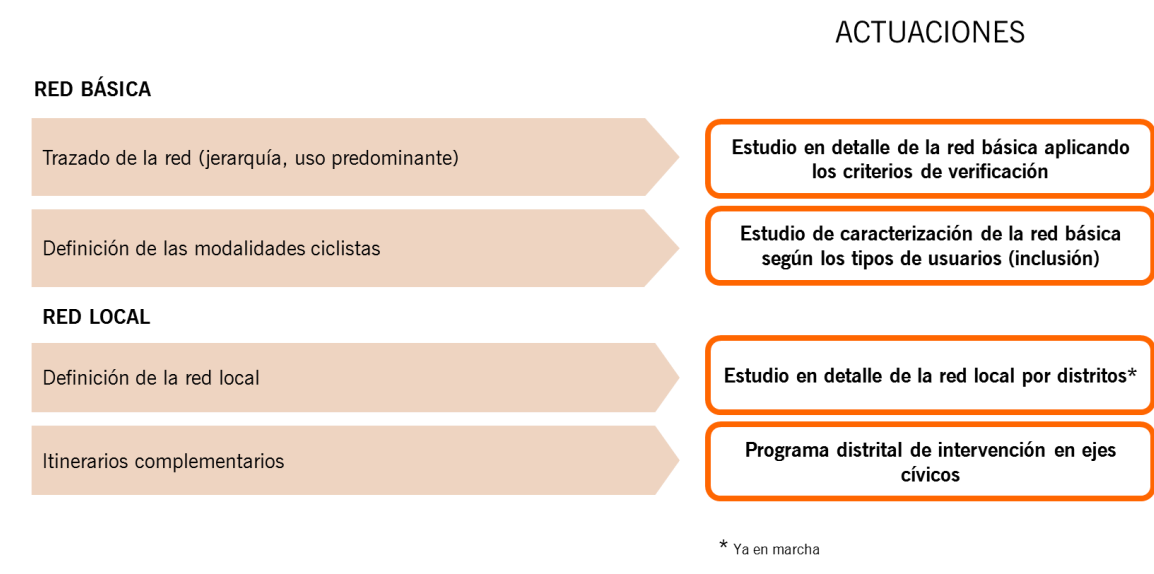 ACTUACIONES
RED BÁSICA
Trazado de la red (jerarquía, uso predominante)
Estudio en detalle de la red básica aplicando
los criterios de verificación
Definición de las modalidades ciclistas
Estudio de caracterización de la red básica
según los tipos de usuarios (inclusión)
RED LOCAL
Definición de la red local
Estudio en detalle de la red local por distritos*
Itinerarios complementarios
Programa distrital de intervención en ejes
cívicos
* Ya en marcha